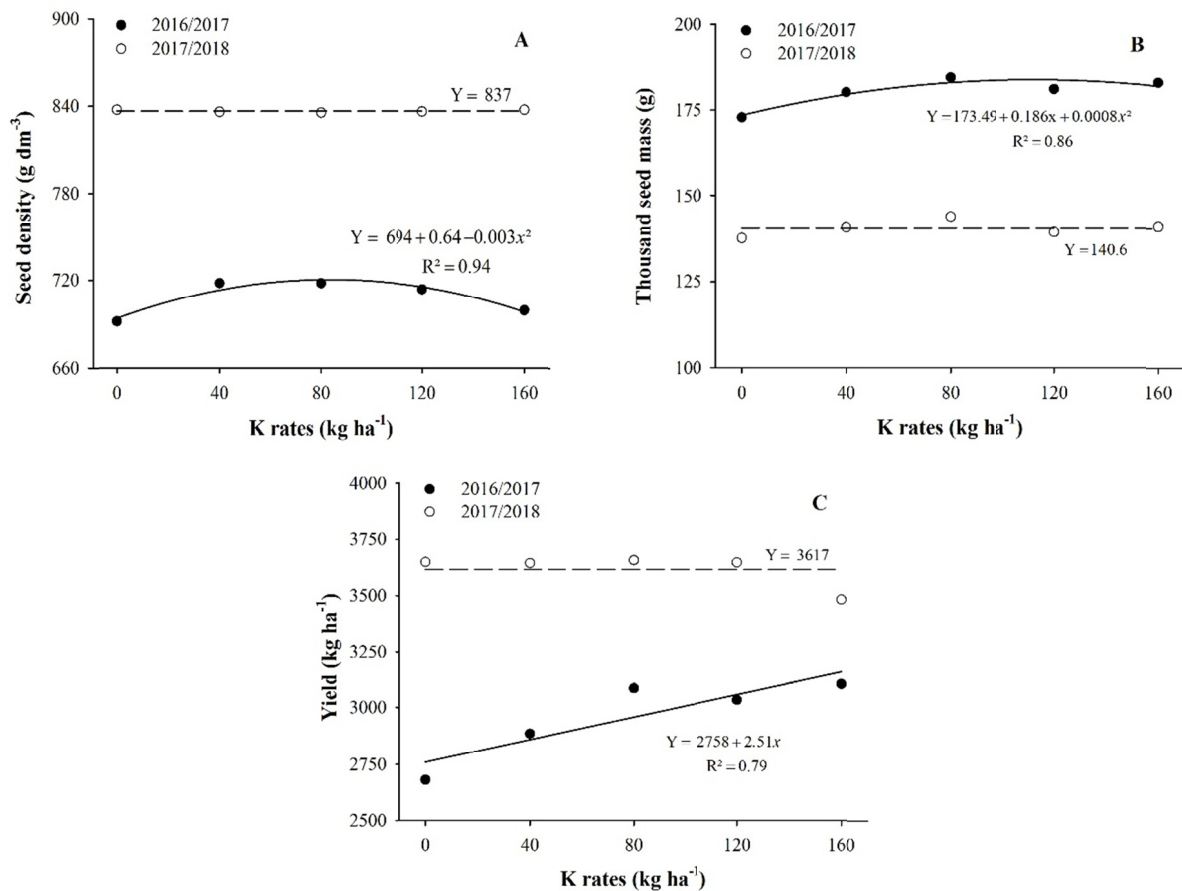 900
840
780
720
660
Seed density (g dm⁻³)
2016/2017
2017/2018
A
Y = 837
Y = 694 + 0.64 − 0.003x²
R² = 0.94
0 40 80 120 160
K rates (kg ha⁻¹)
200
175
150
125
100
Thousand seed mass (g)
2016/2017
2017/2018
B
Y = 173.49 + 0.186x + 0.0008x²
R² = 0.86
Y = 140.6
0 40 80 120 160
K rates (kg ha⁻¹)
4000
3750
3500
3250
3000
2750
2500
Yield (kg ha⁻¹)
2016/2017
2017/2018
C
Y = 3617
Y = 2758 + 2.51x
R² = 0.79
0 40 80 120 160
K rates (kg ha⁻¹)